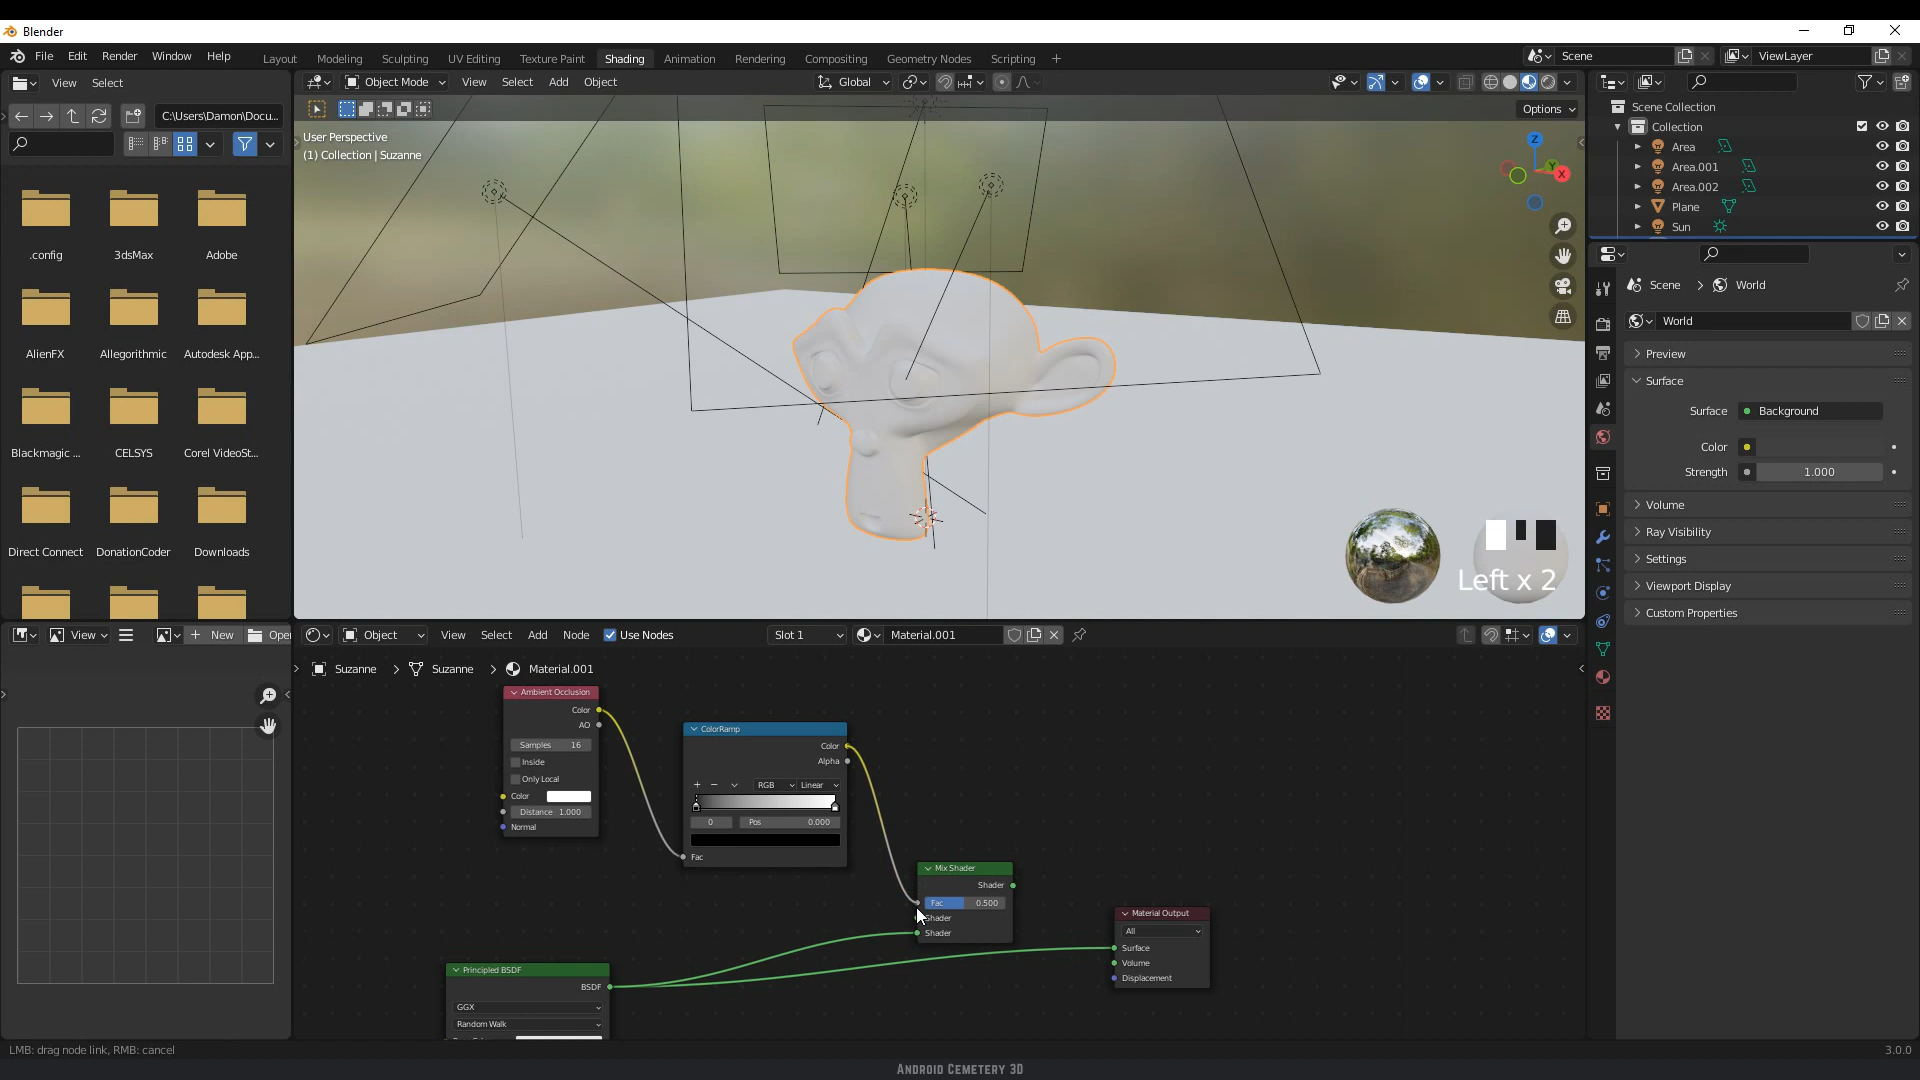 Blender
File Edit Render Window Help
Layout Modeling Sculpting UV Editing Texture Paint Shading Animation Rendering Compositing Geometry Nodes Scripting +
Scene
ViewLayer
View Select
Object Mode View Select Add Object
Global
C:\Users\Damon\Docu...
Options
User Perspective
(1) Collection | Suzanne
Z
Y
X
Scene Collection
Collection
Area
Area.001
Area.002
Plane
Sun
.config 3dsMax Adobe
AlienFX Allegorithmic Autodesk App...
Blackmagic ... CELSYS Corel VideoSt...
Direct Connect DonationCoder Downloads
Scene > World
World
Preview
Surface
Surface Background
Color
Strength 1.000
Volume
Ray Visibility
Settings
Viewport Display
Custom Properties
Left x 2
View New Open
Object View Select Add Node Use Nodes Slot 1 Material.001
Suzanne > Suzanne > Material.001
Ambient Occlusion
Color
AO
Samples 16
Inside
Only Local
Color
Distance 1.000
Normal
ColorRamp
Color
Alpha
+ − RGB Linear
0 Pos 0.000
Fac
Mix Shader
Shader
Fac 0.500
Shader
Shader
Material Output
All
Surface
Volume
Displacement
Principled BSDF
BSDF
GGX
Random Walk
LMB: drag node link, RMB: cancel
3.0.0
ANDROID CEMETERY 3D